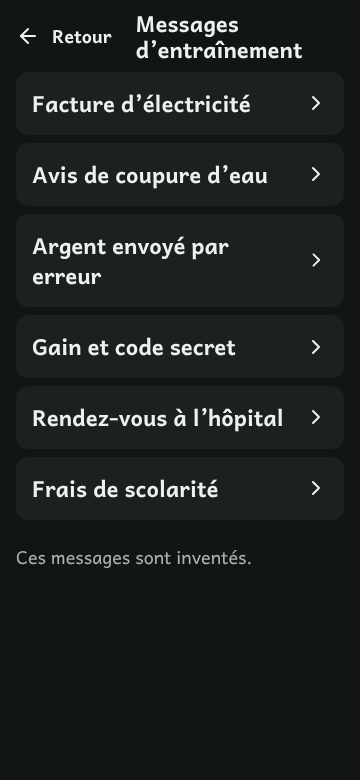 Retour
Messages
d’entraînement
Facture d’électricité
Avis de coupure d’eau
Argent envoyé par
erreur
Gain et code secret
Rendez-vous à l’hôpital
Frais de scolarité
Ces messages sont inventés.